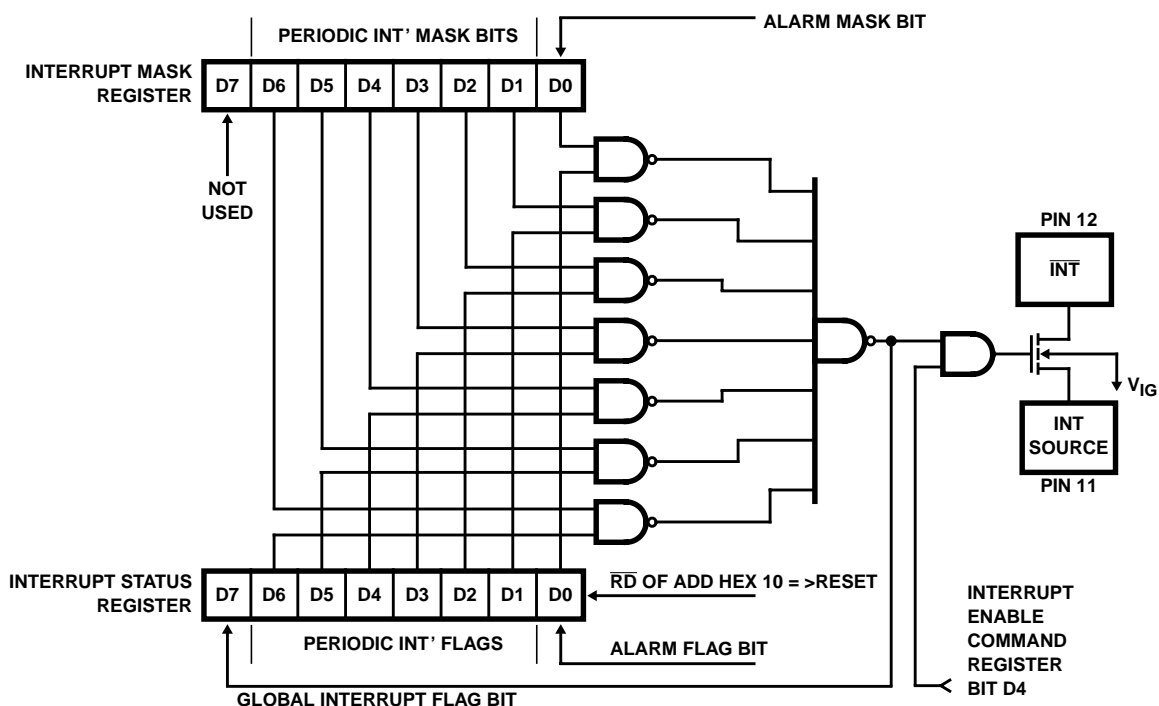 ALARM MASK BIT
PERIODIC INT’ MASK BITS
INTERRUPT MASK
REGISTER
D7 D6 D5 D4 D3 D2 D1 D0
NOT
USED
PIN 12
INT
VIG
INT
SOURCE
PIN 11
INTERRUPT STATUS
REGISTER
D7 D6 D5 D4 D3 D2 D1 D0
RD OF ADD HEX 10 = >RESET
PERIODIC INT’ FLAGS
ALARM FLAG BIT
GLOBAL INTERRUPT FLAG BIT
INTERRUPT
ENABLE
COMMAND
REGISTER
BIT D4